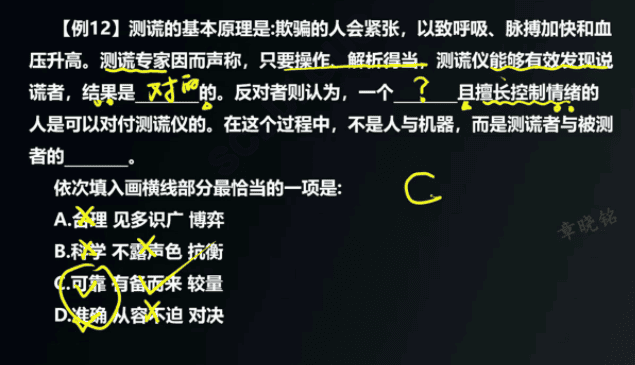 【例12】测谎的基本原理是:欺骗的人会紧张，以致呼吸、脉搏加快和血
压升高。测谎专家因而声称，只要操作、解析得当，测谎仪能够有效发现说
谎者，结果是 对的 的。反对者则认为，一个 ? 且擅长控制情绪的
人是可以对付测谎仪的。在这个过程中，不是人与机器，而是测谎者与被测
者的________。
依次填入画横线部分最恰当的一项是:
C
A.合理 见多识广 博弈
B.科学 不露声色 抗衡
C.可靠 有备而来 较量
D.准确 从容不迫 对决
章晓铭